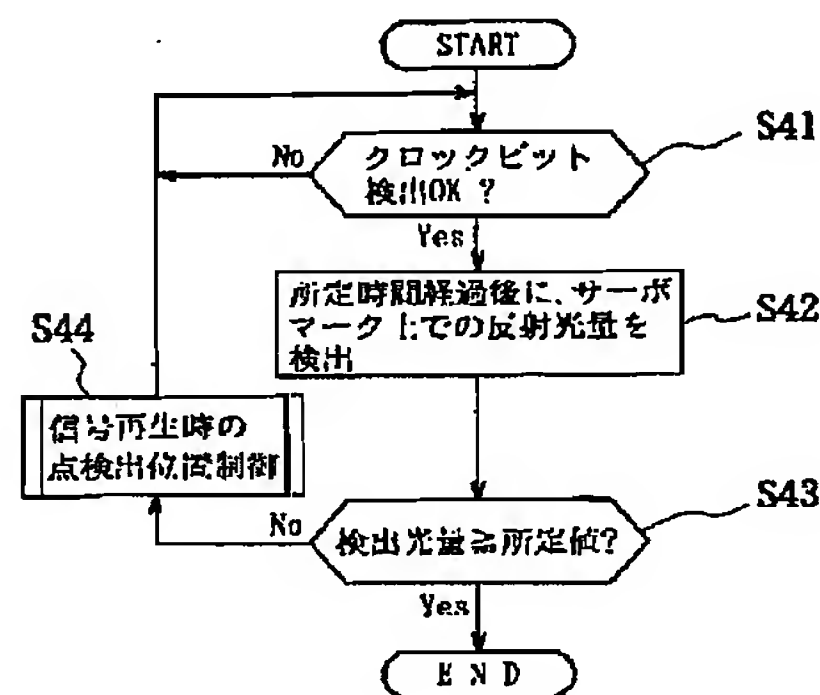 START
S41
No
クロックピット
検出OK ?
Yes
所定時間経過後に、サーボ
マーク上での反射光量を
検出
S42
S44
信号再生時の
点検出位置制御
S43
No
検出光量≧所定値?
Yes
E N D